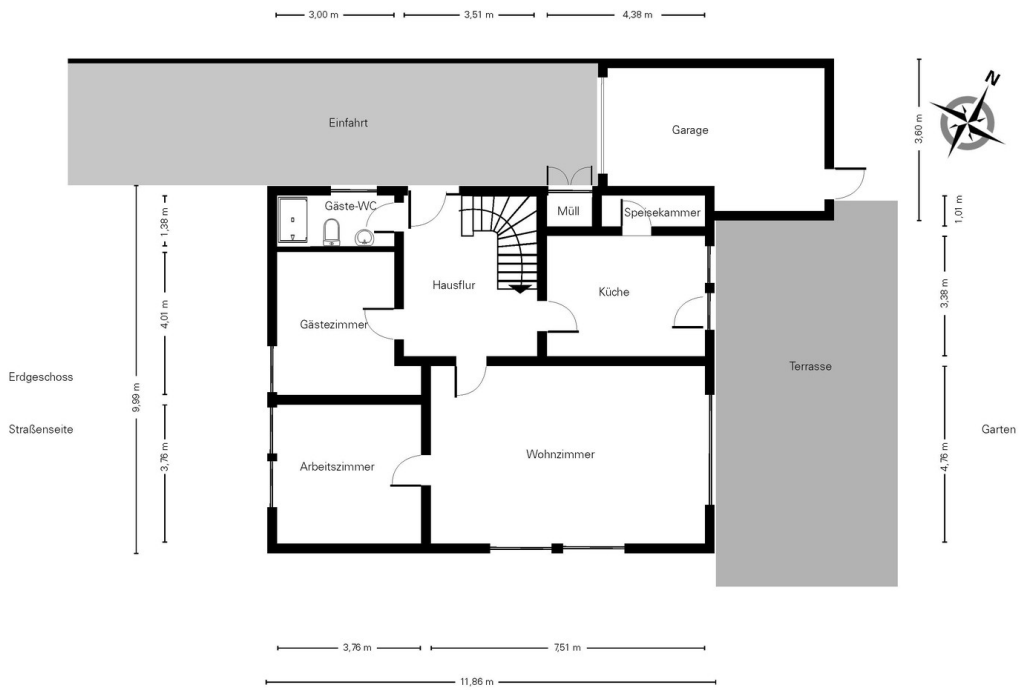 3,00 m
3,51 m
4,38 m
N
Einfahrt
Garage
3,60 m
Gäste-WC
Müll
Speisekammer
1,38 m
1,01 m
Hausflur
Küche
3,38 m
Gästezimmer
4,01 m
Terrasse
Erdgeschoss
9,99 m
Straßenseite
Garten
Wohnzimmer
Arbeitszimmer
3,76 m
4,76 m
3,76 m
7,51 m
11,86 m